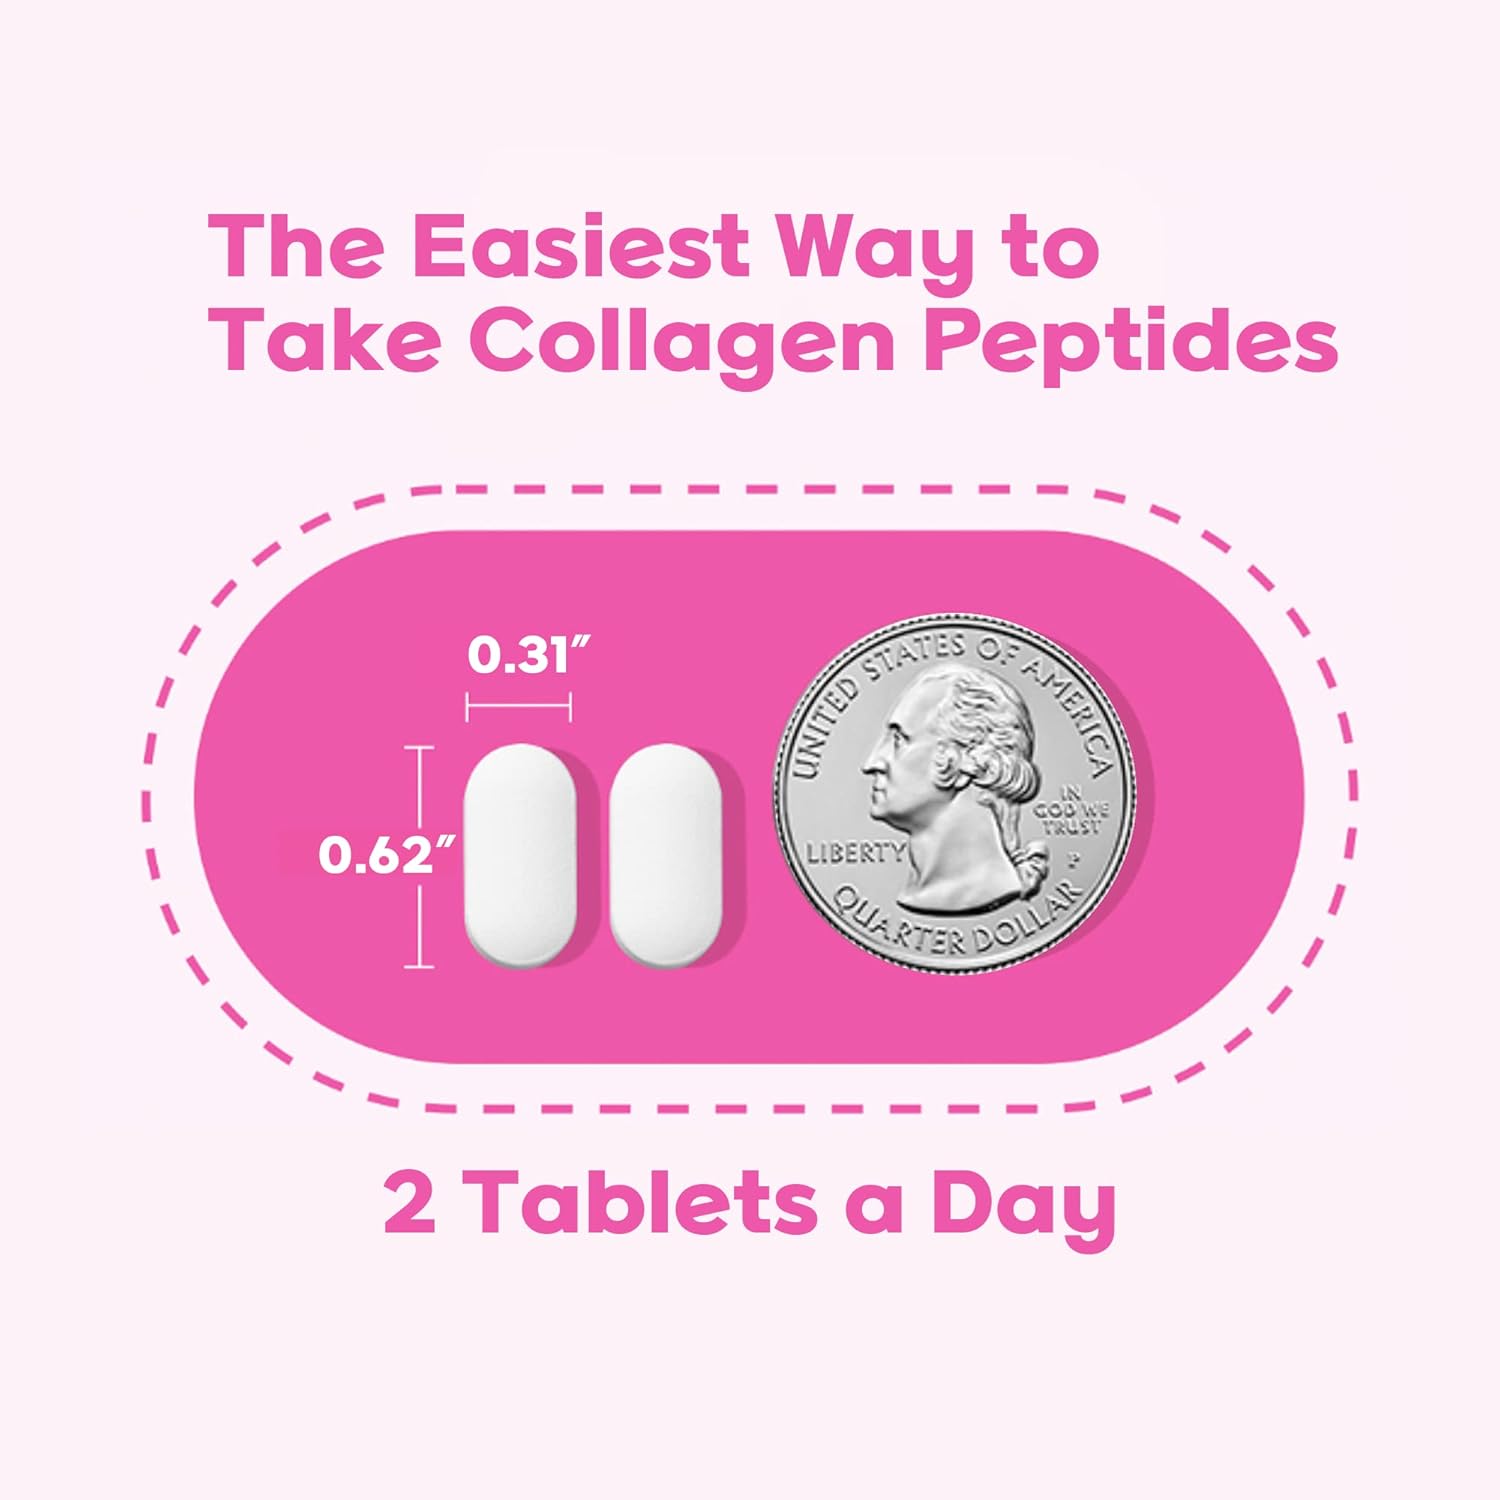 The Easiest Way to
Take Collagen Peptides
0.31"
0.62"
UNITED STATES OF AMERICA
IN
GOD WE
TRUST
LIBERTY
P
QUARTER DOLLAR
2 Tablets a Day